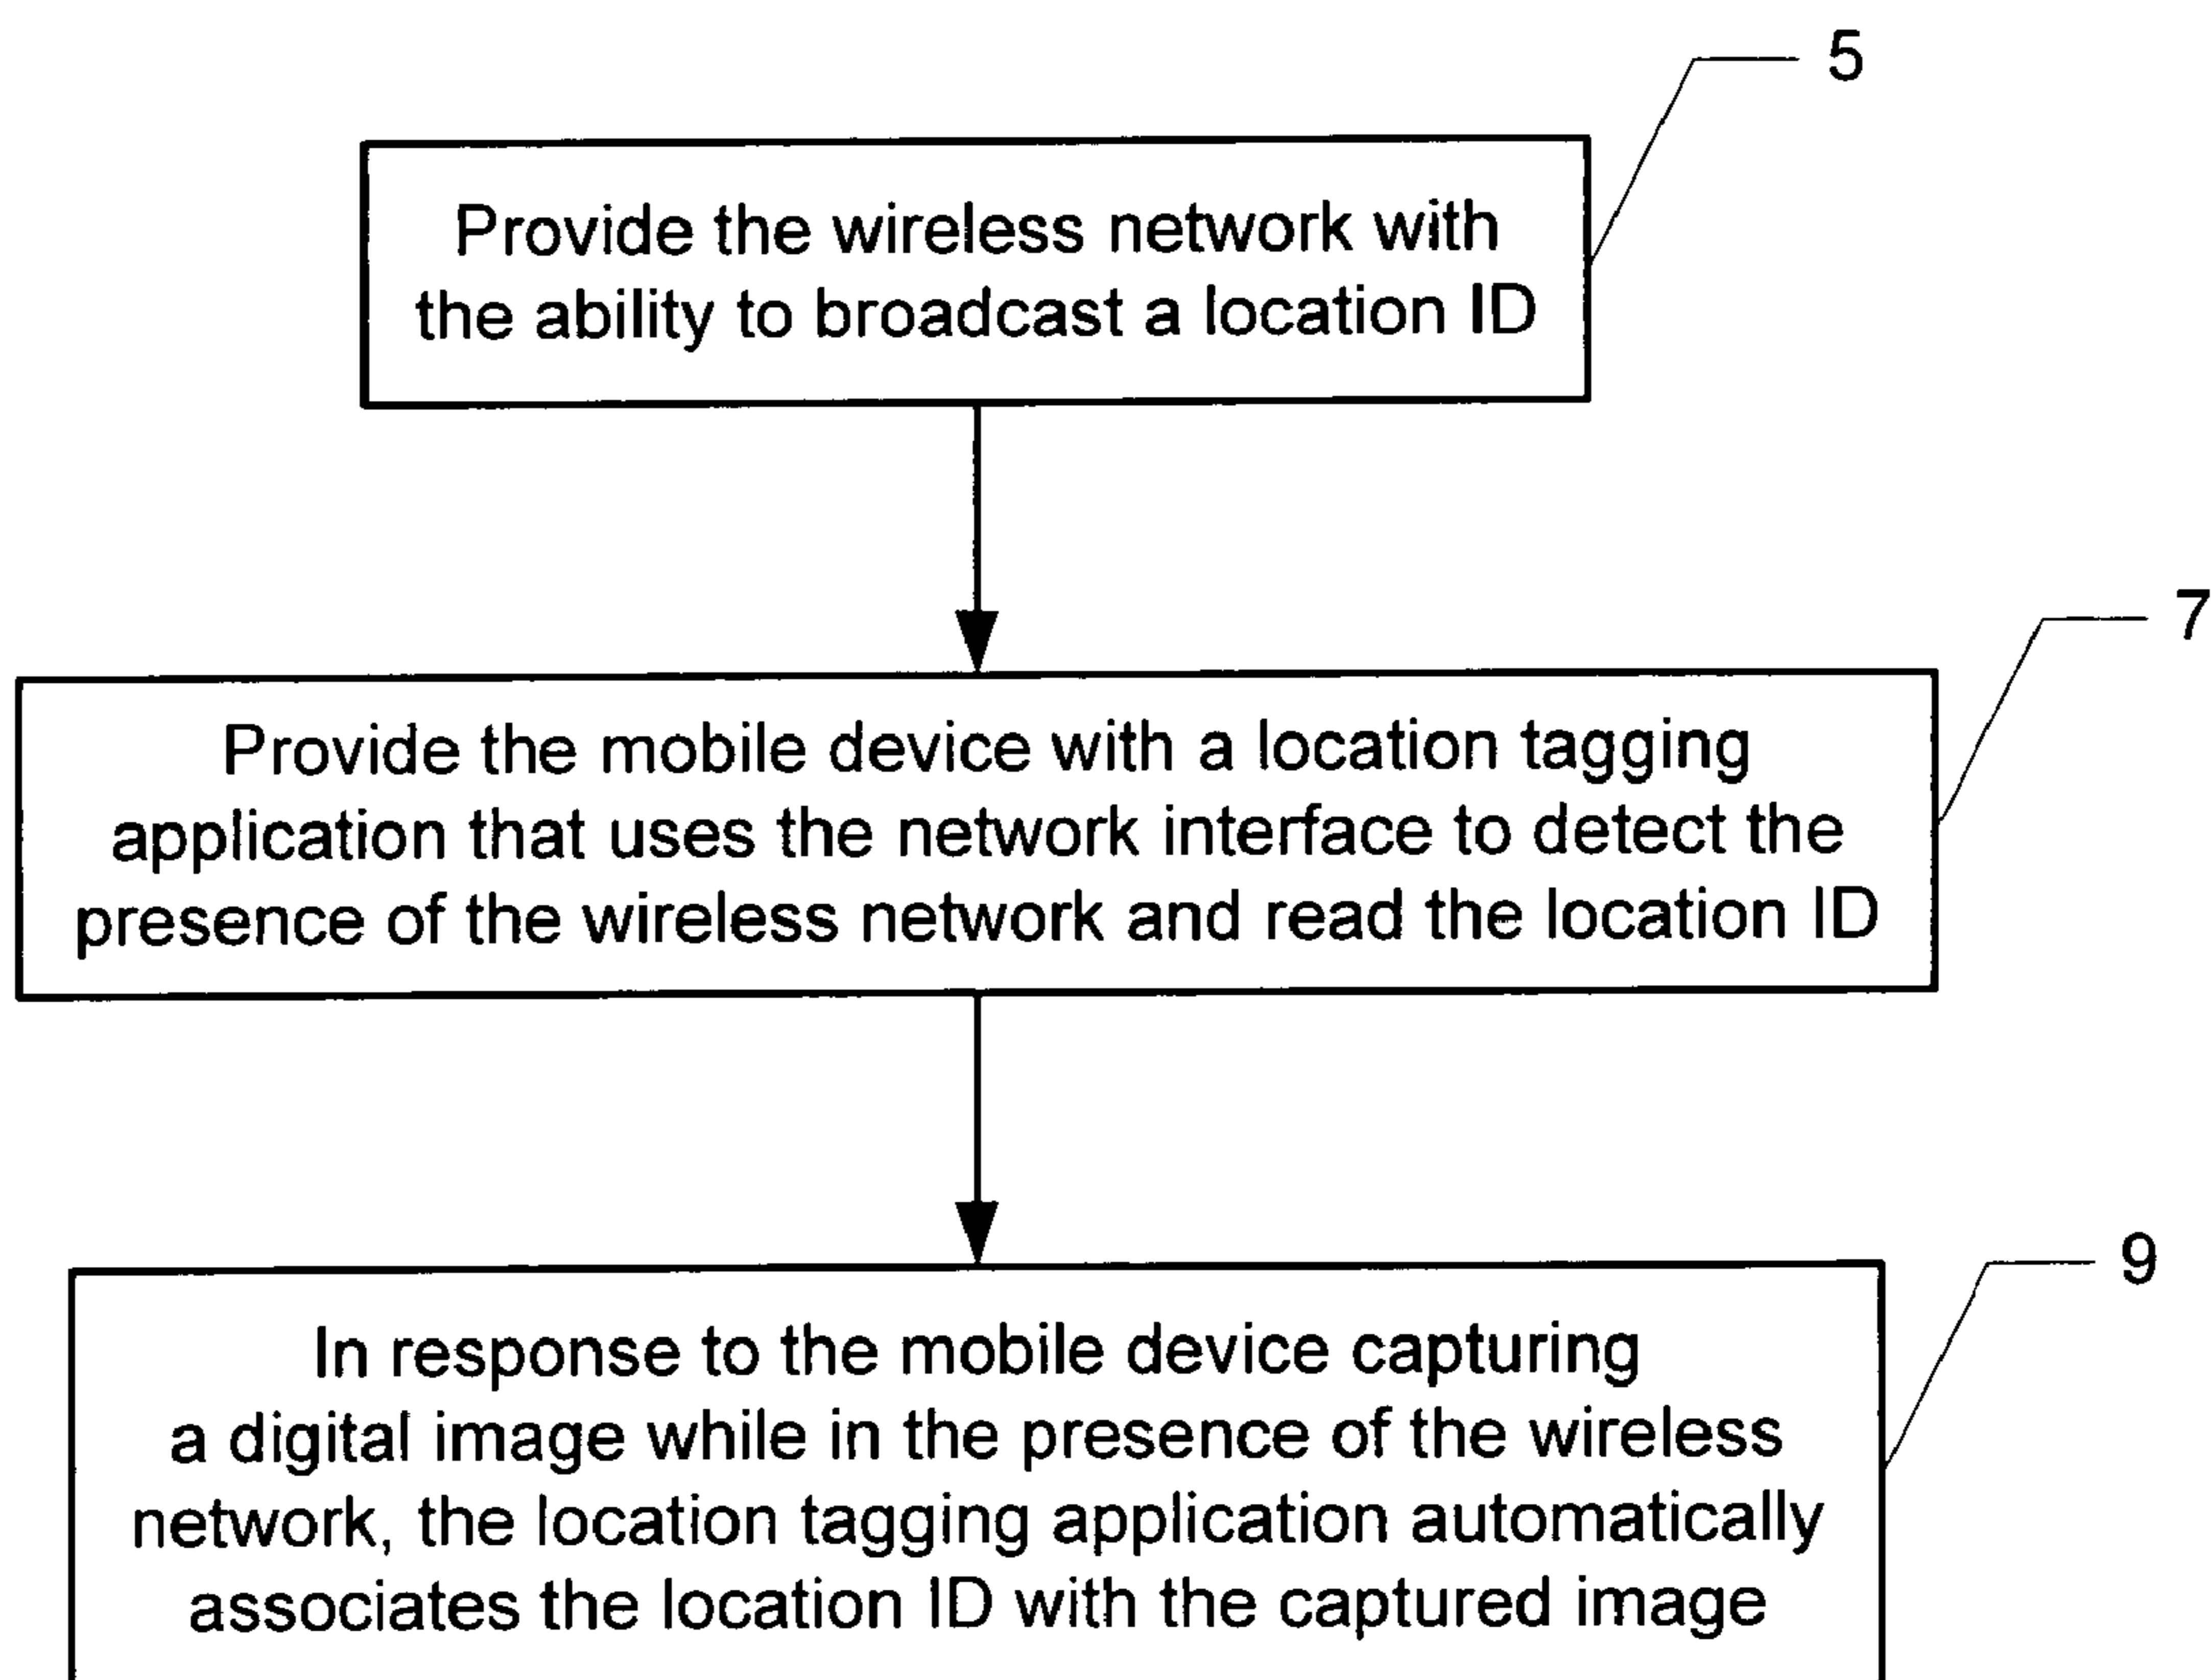 5
Provide the wireless network with
the ability to broadcast a location ID
7
Provide the mobile device with a location tagging
application that uses the network interface to detect the
presence of the wireless network and read the location ID
9
In response to the mobile device capturing
a digital image while in the presence of the wireless
network, the location tagging application automatically
associates the location ID with the captured image